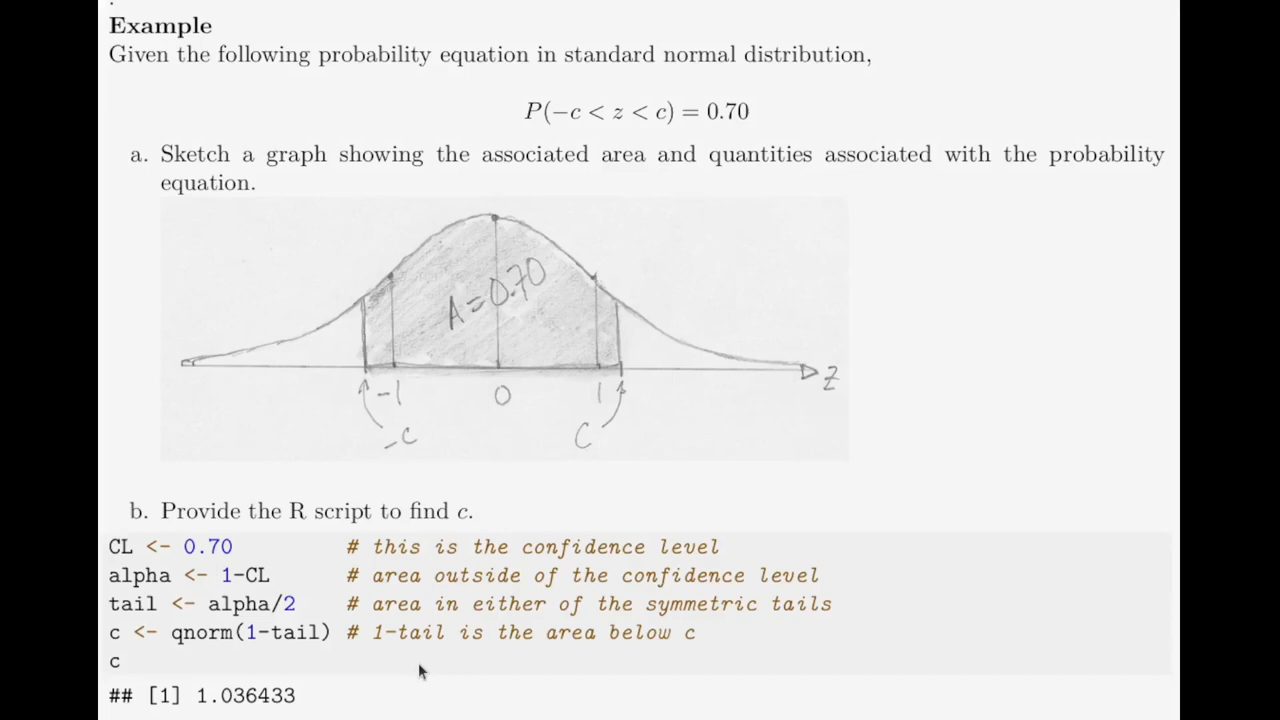 Example
Given the following probability equation in standard normal distribution,
P(−c < z < c) = 0.70
a. Sketch a graph showing the associated area and quantities associated with the probability
equation.
A = 0.70
-1 0 1 Z
-c C
b. Provide the R script to find c.
CL <- 0.70 # this is the confidence level
alpha <- 1-CL # area outside of the confidence level
tail <- alpha/2 # area in either of the symmetric tails
c <- qnorm(1-tail) # 1-tail is the area below c
c
## [1] 1.036433